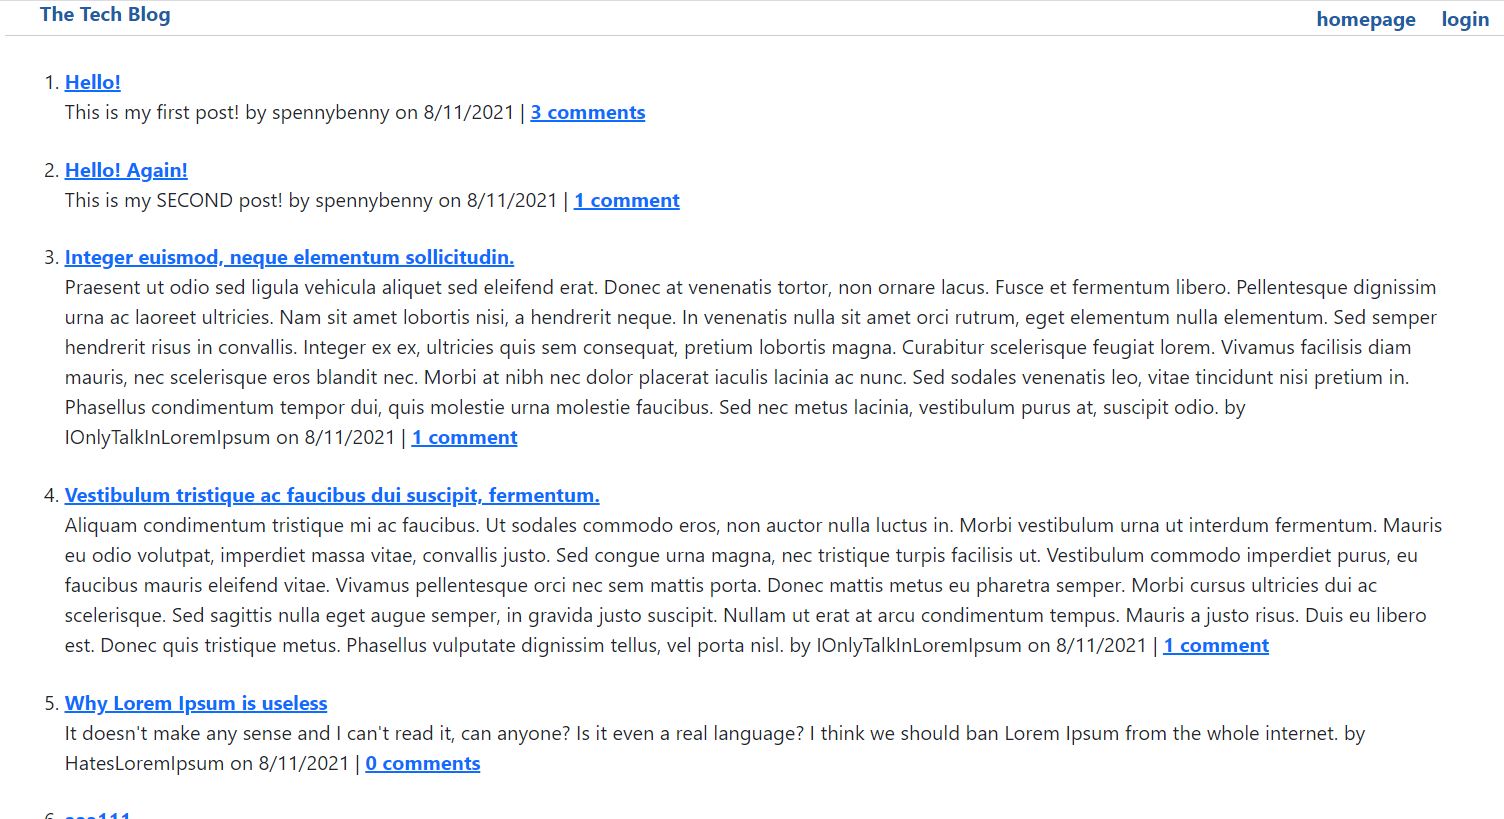 The Tech Blog
homepage login
1. Hello!
This is my first post! by spennybenny on 8/11/2021 | 3 comments
2. Hello! Again!
This is my SECOND post! by spennybenny on 8/11/2021 | 1 comment
3. Integer euismod, neque elementum sollicitudin.
Praesent ut odio sed ligula vehicula aliquet sed eleifend erat. Donec at venenatis tortor, non ornare lacus. Fusce et fermentum libero. Pellentesque dignissim
urna ac laoreet ultricies. Nam sit amet lobortis nisi, a hendrerit neque. In venenatis nulla sit amet orci rutrum, eget elementum nulla elementum. Sed semper
hendrerit risus in convallis. Integer ex ex, ultricies quis sem consequat, pretium lobortis magna. Curabitur scelerisque feugiat lorem. Vivamus facilisis diam
mauris, nec scelerisque eros blandit nec. Morbi at nibh nec dolor placerat iaculis lacinia ac nunc. Sed sodales venenatis leo, vitae tincidunt nisi pretium in.
Phasellus condimentum tempor dui, quis molestie urna molestie faucibus. Sed nec metus lacinia, vestibulum purus at, suscipit odio. by
IOnlyTalkInLoremIpsum on 8/11/2021 | 1 comment
4. Vestibulum tristique ac faucibus dui suscipit, fermentum.
Aliquam condimentum tristique mi ac faucibus. Ut sodales commodo eros, non auctor nulla luctus in. Morbi vestibulum urna ut interdum fermentum. Mauris
eu odio volutpat, imperdiet massa vitae, convallis justo. Sed congue urna magna, nec tristique turpis facilisis ut. Vestibulum commodo imperdiet purus, eu
faucibus mauris eleifend vitae. Vivamus pellentesque orci nec sem mattis porta. Donec mattis metus eu pharetra semper. Morbi cursus ultricies dui ac
scelerisque. Sed sagittis nulla eget augue semper, in gravida justo suscipit. Nullam ut erat at arcu condimentum tempus. Mauris a justo risus. Duis eu libero
est. Donec quis tristique metus. Phasellus vulputate dignissim tellus, vel porta nisl. by IOnlyTalkInLoremIpsum on 8/11/2021 | 1 comment
5. Why Lorem Ipsum is useless
It doesn't make any sense and I can't read it, can anyone? Is it even a real language? I think we should ban Lorem Ipsum from the whole internet. by
HatesLoremIpsum on 8/11/2021 | 0 comments